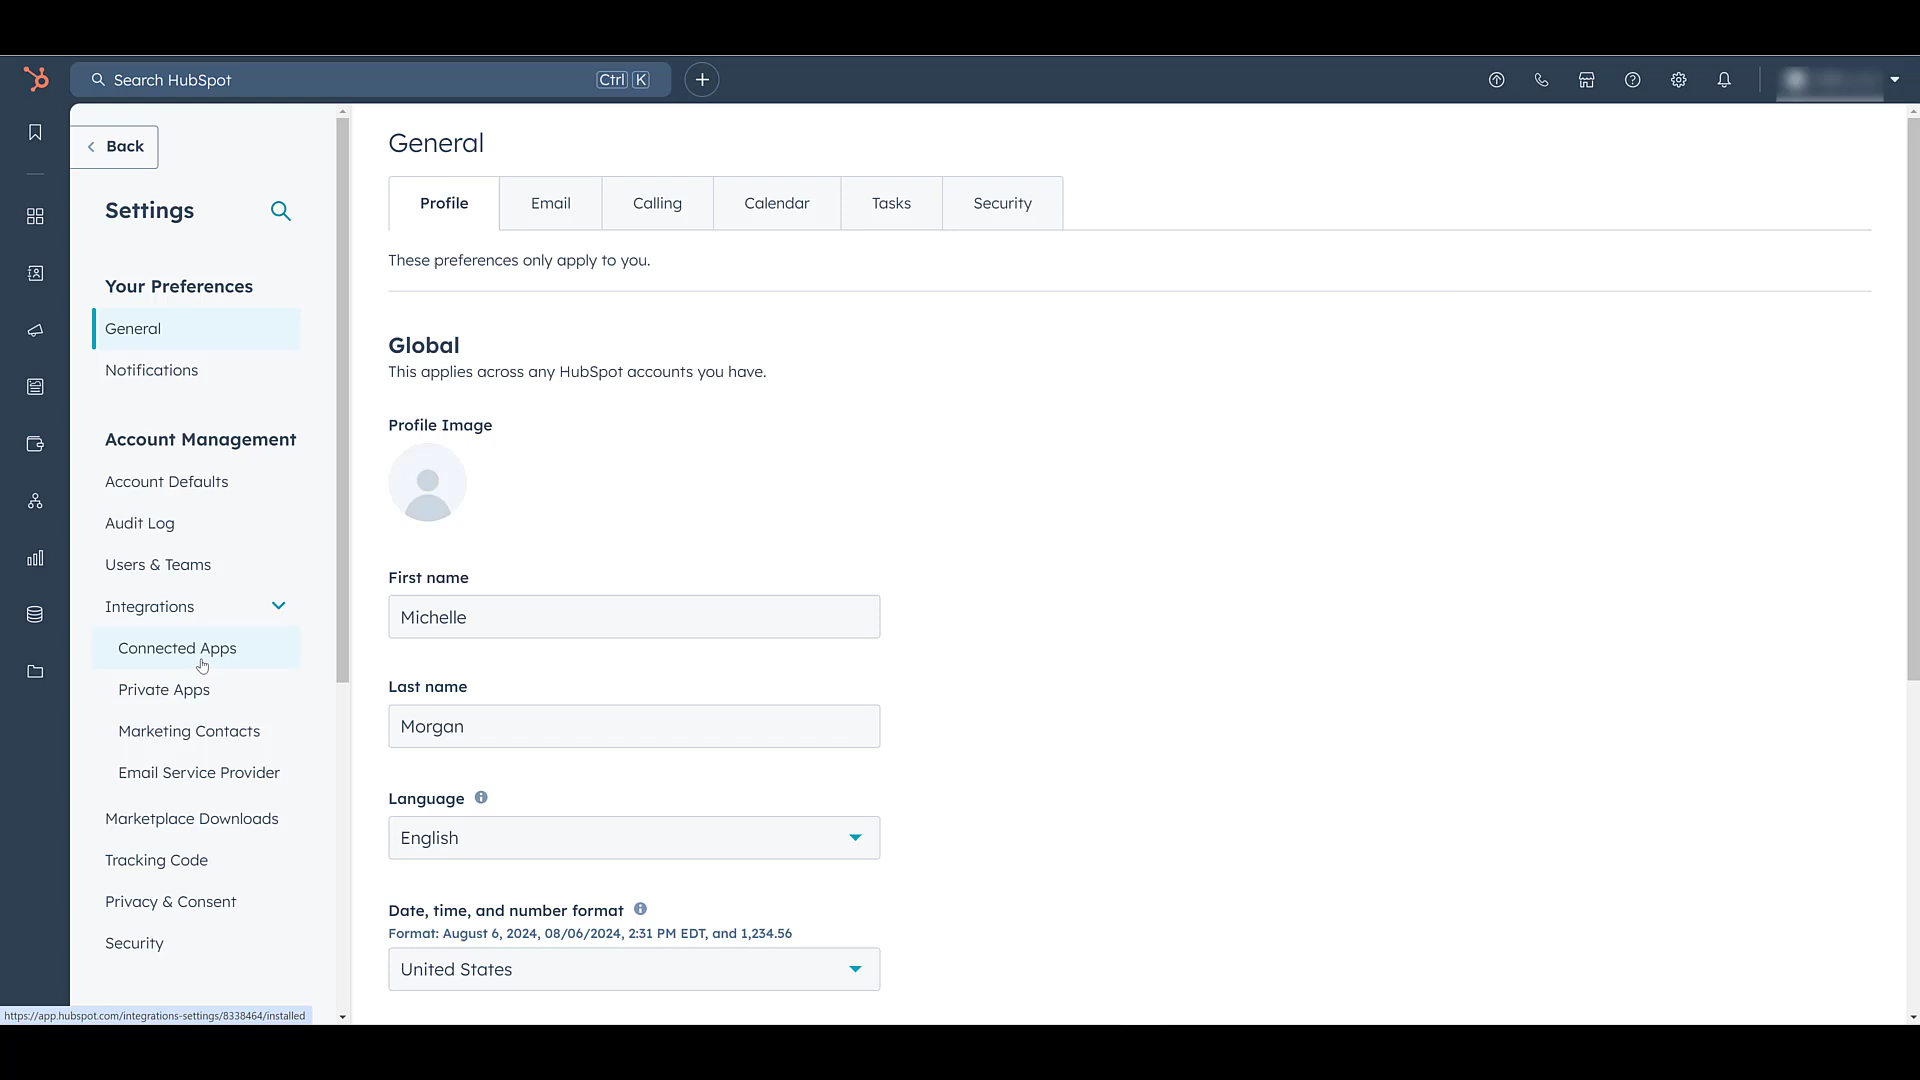 Search HubSpot
Ctrl K
Back
Settings
Your Preferences
General
Notifications
Account Management
Account Defaults
Audit Log
Users & Teams
Integrations
Connected Apps
Private Apps
Marketing Contacts
Email Service Provider
Marketplace Downloads
Tracking Code
Privacy & Consent
Security
https://app.hubspot.com/integrations-settings/8338464/installed
General
Profile
Email
Calling
Calendar
Tasks
Security
These preferences only apply to you.
Global
This applies across any HubSpot accounts you have.
Profile Image
First name
Michelle
Last name
Morgan
Language
English
Date, time, and number format
Format: August 6, 2024, 08/06/2024, 2:31 PM EDT, and 1,234.56
United States